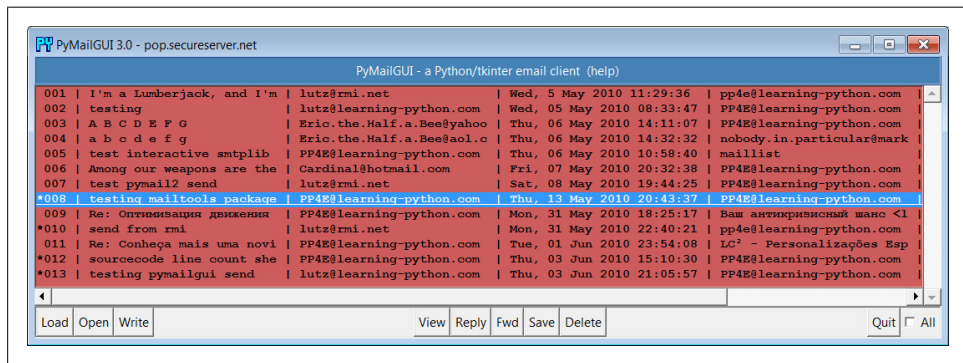 PY PyMailGUI 3.0 - pop.secureserver.net
PyMailGUI - a Python/tkinter email client (help)
001 | I'm a Lumberjack, and I'm | lutz@rmi.net | Wed, 5 May 2010 11:29:36 | pp4e@learning-python.com |
002 | testing | lutz@learning-python.com | Wed, 05 May 2010 08:33:47 | PP4E@learning-python.com |
003 | A B C D E F G | Eric.the.Half.a.Bee@yahoo | Thu, 06 May 2010 14:11:07 | PP4E@learning-python.com |
004 | a b c d e f g | Eric.the.Half.a.Bee@aol.c | Thu, 06 May 2010 14:32:32 | nobody.in.particular@mark |
005 | test interactive smtplib | PP4E@learning-python.com | Thu, 06 May 2010 10:58:40 | maillist |
006 | Among our weapons are the | Cardinal@hotmail.com | Fri, 07 May 2010 20:32:38 | PP4E@learning-python.com |
007 | test pymail2 send | lutz@rmi.net | Sat, 08 May 2010 19:44:25 | PP4E@learning-python.com |
*008 | testing mailtools package | PP4E@learning-python.com | Thu, 13 May 2010 20:43:37 | PP4E@learning-python.com |
009 | Re: Оптимизация движения | PP4E@learning-python.com | Mon, 31 May 2010 18:25:17 | Ваш антикризисный шанс <l |
*010 | send from rmi | lutz@rmi.net | Mon, 31 May 2010 22:40:21 | pp4e@learning-python.com |
011 | Re: Conheça mais uma novi | PP4E@learning-python.com | Tue, 01 Jun 2010 23:54:08 | LC² - Personalizações Esp |
*012 | sourcecode line count she | PP4E@learning-python.com | Thu, 03 Jun 2010 15:10:30 | PP4E@learning-python.com |
*013 | testing pymailgui send | lutz@learning-python.com | Thu, 03 Jun 2010 21:05:57 | PP4E@learning-python.com |
Load Open Write View Reply Fwd Save Delete Quit All